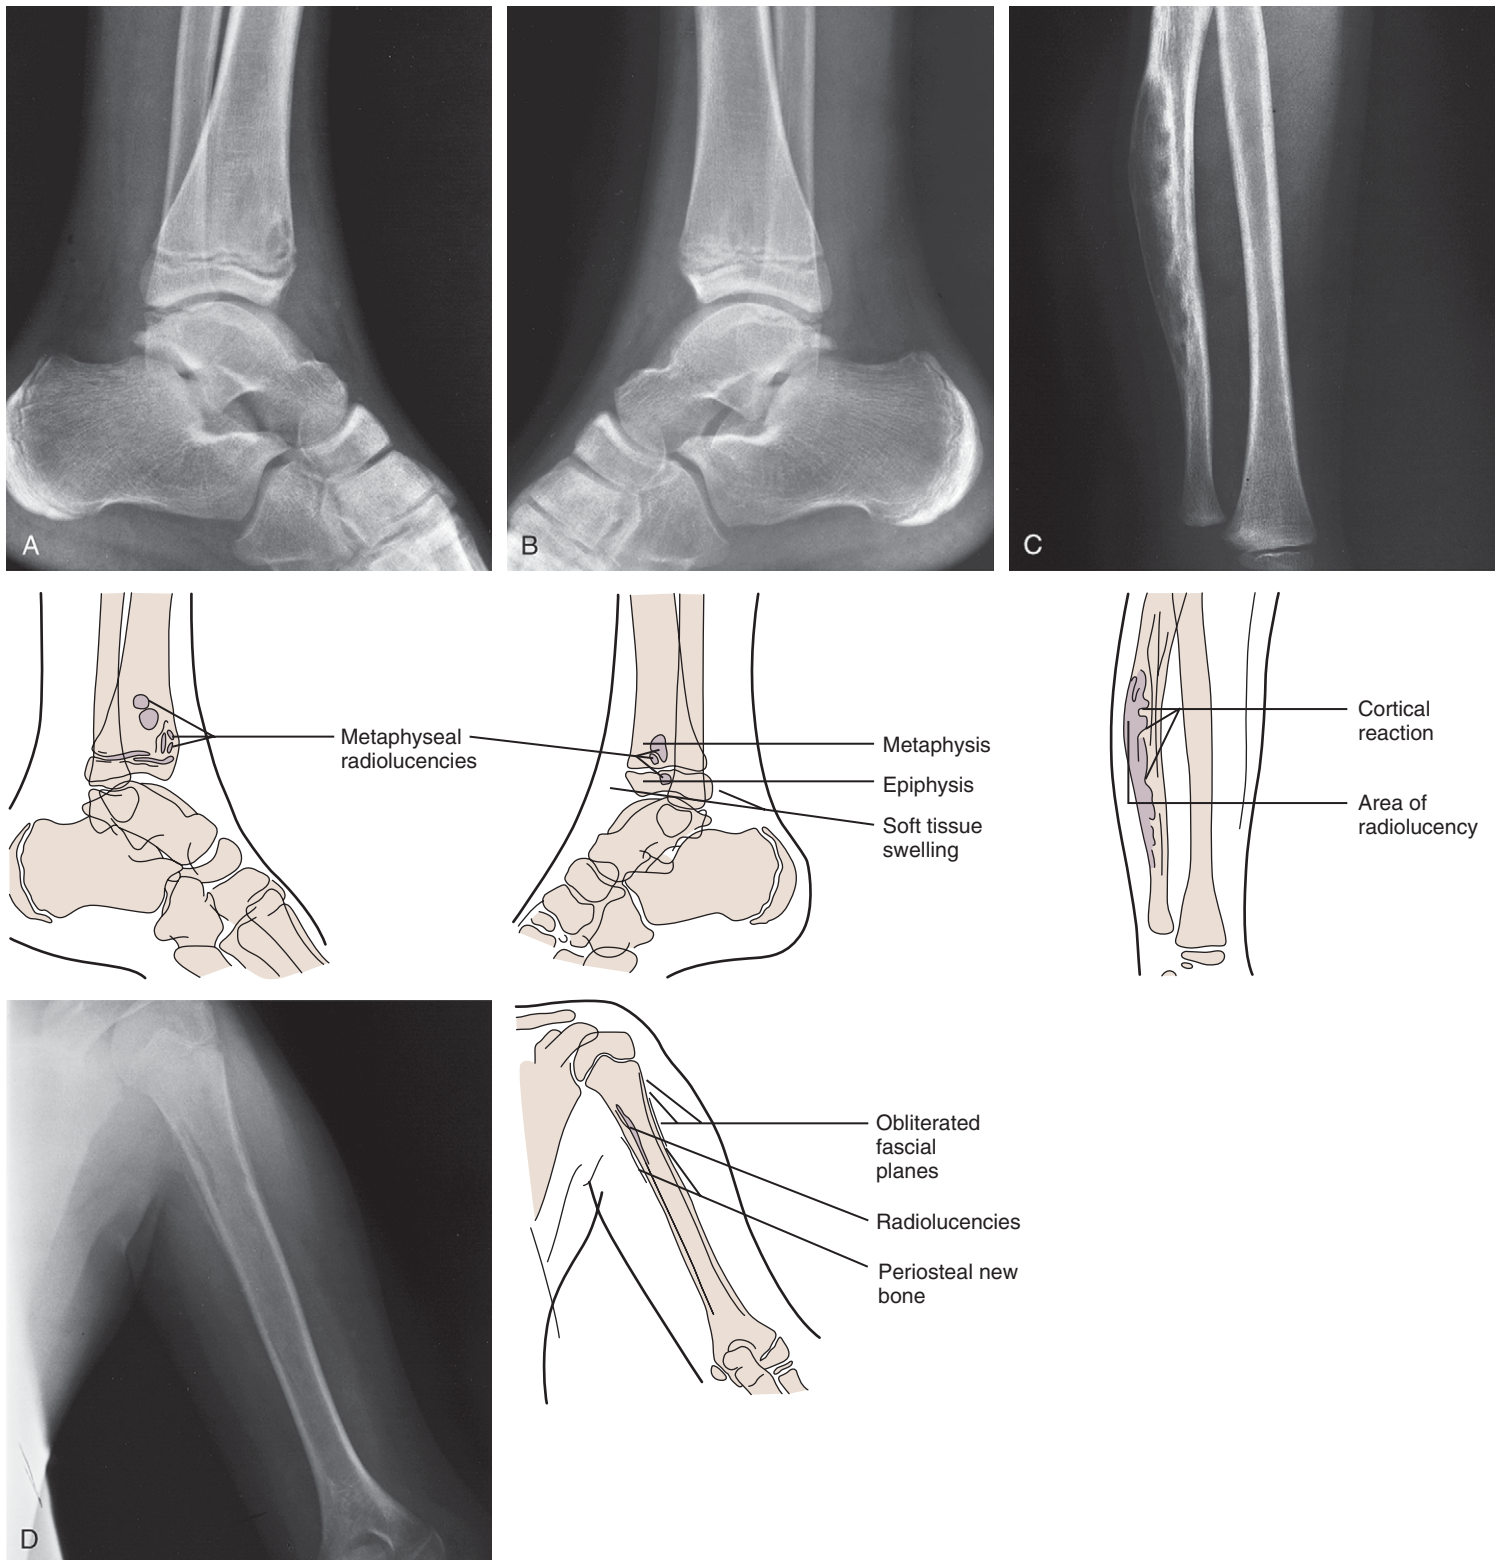 A
B
C
Metaphyseal
radiolucencies
Metaphysis
Epiphysis
Soft tissue
swelling
Cortical
reaction
Area of
radiolucency
D
Obliterated
fascial
planes
Radiolucencies
Periosteal new
bone